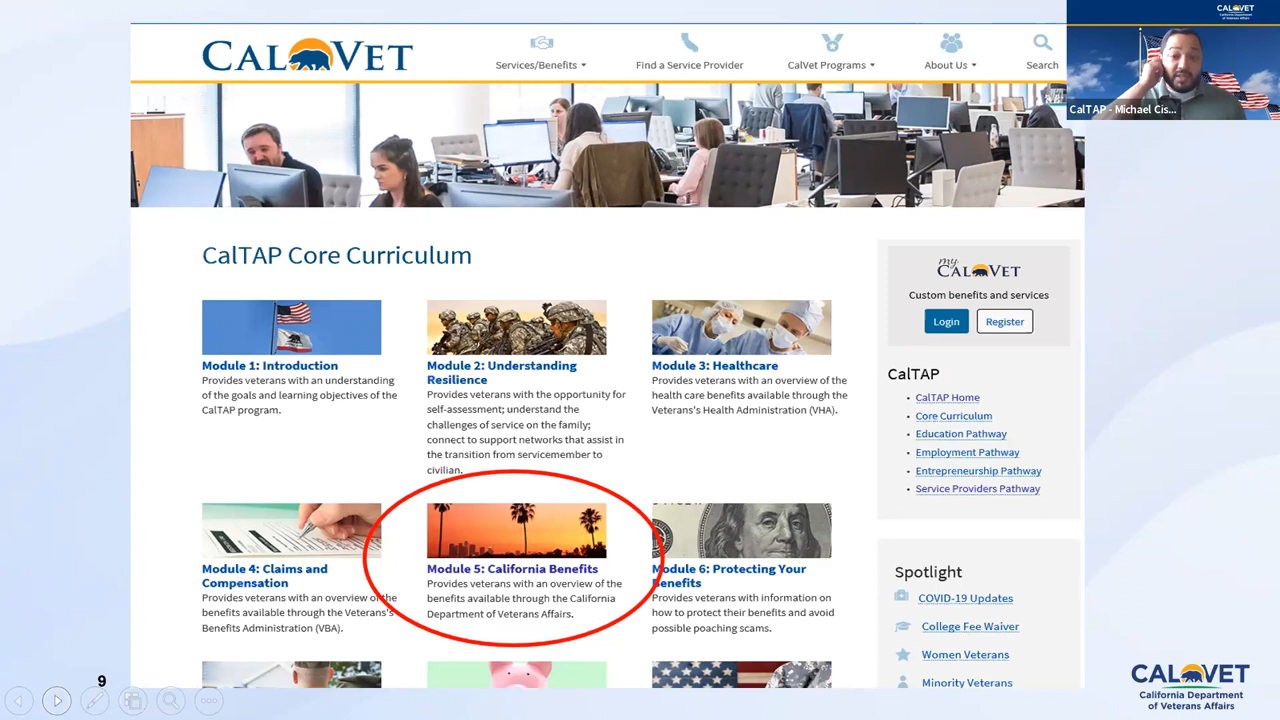 CALVET
Services/Benefits
Find a Service Provider
CalVet Programs
About Us
Search
CALVET
California Department
of Veterans Affairs
CalTAP - Michael Cis...
CalTAP Core Curriculum
Module 1: Introduction
Provides veterans with an understanding
of the goals and learning objectives of the
CalTAP program.
Module 2: Understanding
Resilience
Provides veterans with the opportunity for
self-assessment; understand the
challenges of service on the family;
connect to support networks that assist in
the transition from servicemember to
civilian.
Module 3: Healthcare
Provides veterans with an overview of the
health care benefits available through the
Veteran's Health Administration (VHA).
Module 4: Claims and
Compensation
Provides veterans with an overview of the
benefits available through the Veteran's
Benefits Administration (VBA).
Module 5: California Benefits
Provides veterans with an overview of the
benefits available through the California
Department of Veterans Affairs.
Module 6: Protecting Your
Benefits
Provides veterans with information on
how to protect their benefits and avoid
possible poaching scams.
my
CALVET
Custom benefits and services
Login
Register
CalTAP
• CalTAP Home
• Core Curriculum
• Education Pathway
• Employment Pathway
• Entrepreneurship Pathway
• Service Providers Pathway
Spotlight
COVID-19 Updates
College Fee Waiver
Women Veterans
Minority Veterans
9
CALVET
California Department
of Veterans Affairs